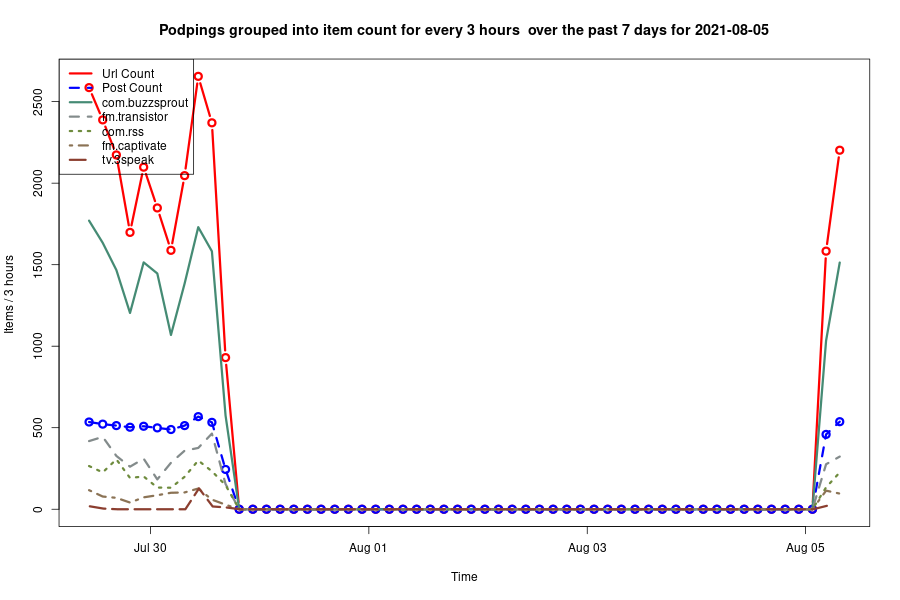 Podpings grouped into item count for every 3 hours  over the past 7 days for 2021-08-05
Url Count
Post Count
com.buzzsprout
fm.transistor
com.rss
fm.captivate
tv.3speak
2500
2000
1500
1000
500
0
Items / 3 hours
Jul 30
Aug 01
Aug 03
Aug 05
Time